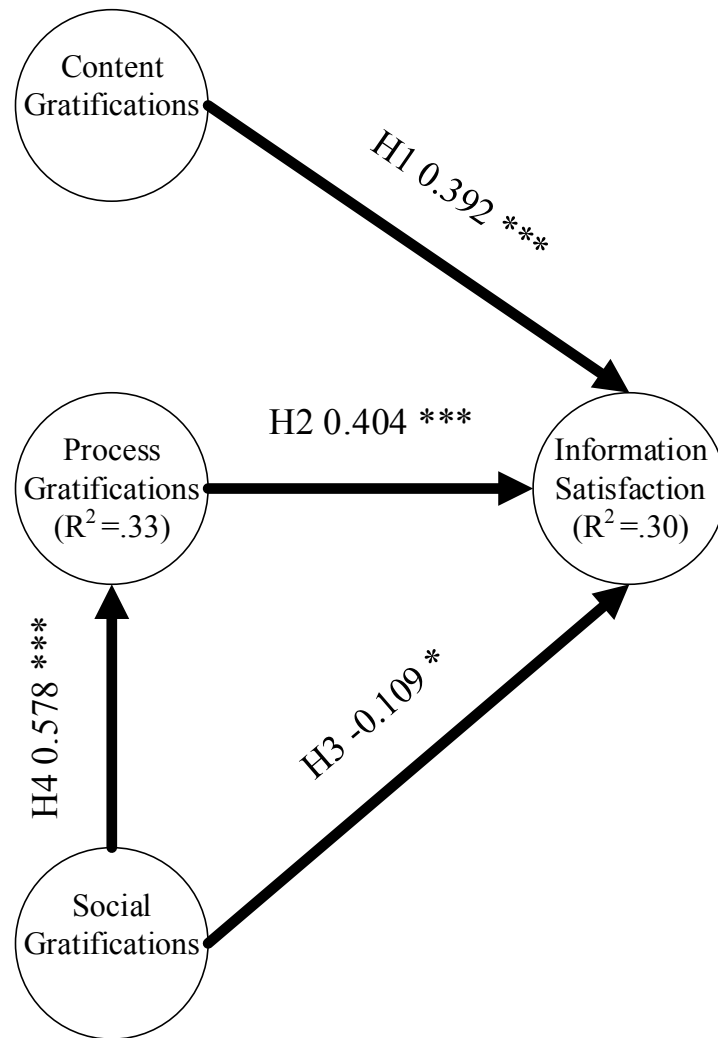 Content
Gratifications
H1 0.392 ***
H2 0.404 ***
Process
Gratifications
(R² =.33)
Information
Satisfaction
(R² =.30)
H4 0.578 ***
H3 -0.109 *
Social
Gratifications